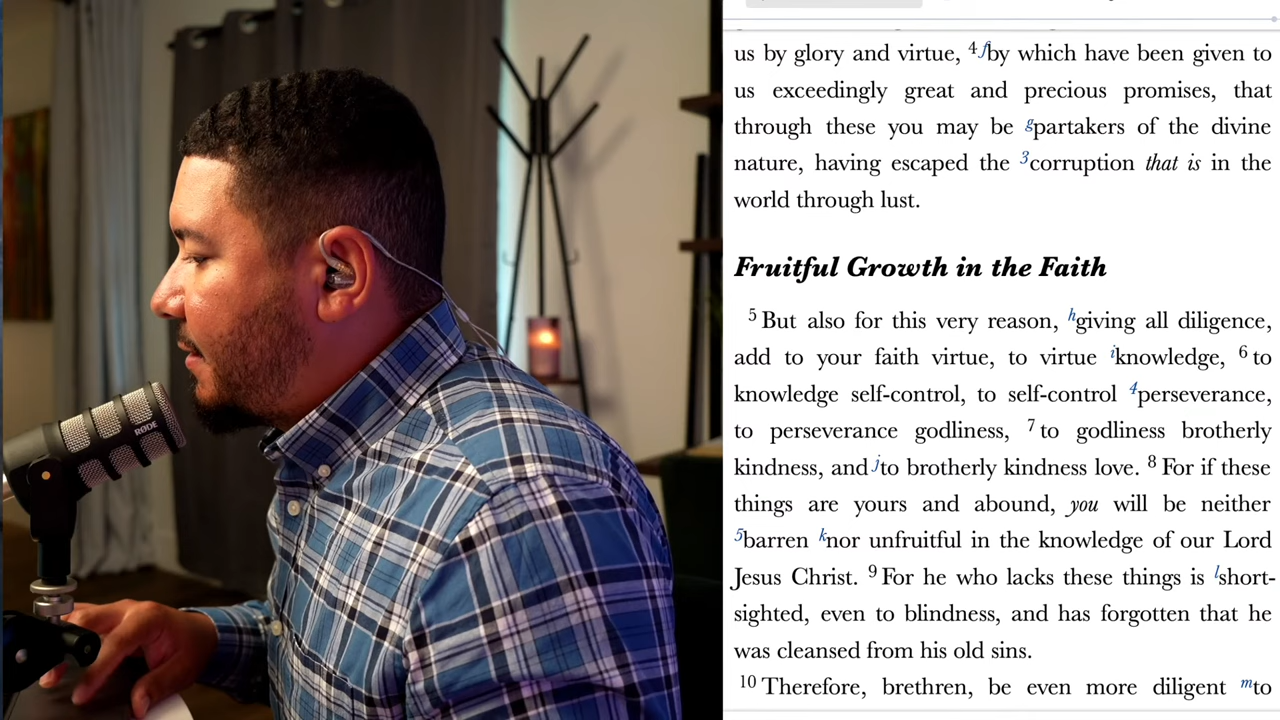 RØDE
us by glory and virtue, 4 f by which have been given to
us exceedingly great and precious promises, that
through these you may be g partakers of the divine
nature, having escaped the 3 corruption that is in the
world through lust.
Fruitful Growth in the Faith
5 But also for this very reason, h giving all diligence,
add to your faith virtue, to virtue i knowledge, 6 to
knowledge self-control, to self-control 4 perseverance,
to perseverance godliness, 7 to godliness brotherly
kindness, and j to brotherly kindness love. 8 For if these
things are yours and abound, you will be neither
5 barren k nor unfruitful in the knowledge of our Lord
Jesus Christ. 9 For he who lacks these things is l short-
sighted, even to blindness, and has forgotten that he
was cleansed from his old sins.
10 Therefore, brethren, be even more diligent m to